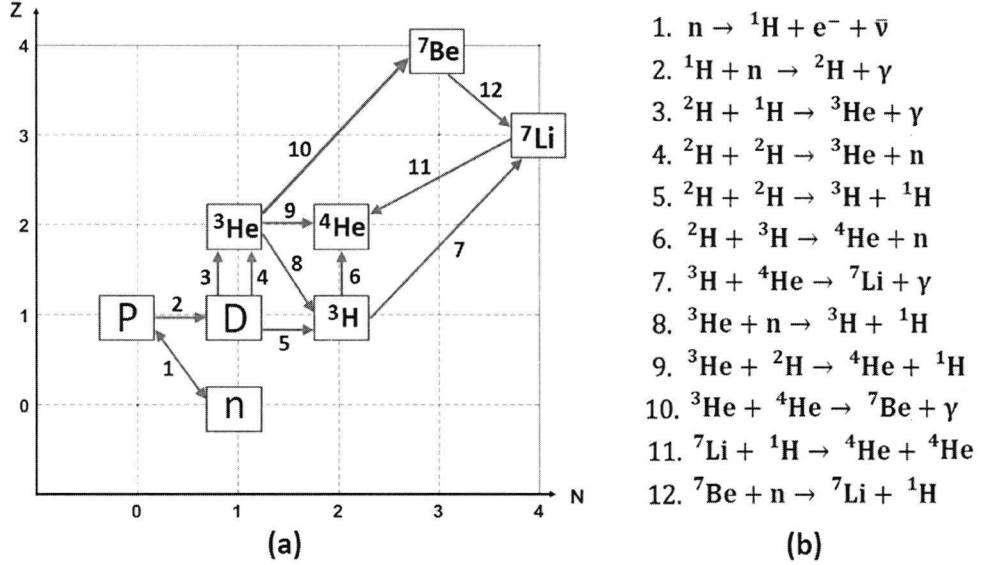 Z
4
3
2
1
0
0
1
2
3
4
N
⁷Be
12
⁷Li
10
11
³He
9
⁴He
8
7
3
4
6
P
2
D
5
³H
1
n
(a)
1. n → ¹H + e⁻ + ν̄
2. ¹H + n → ²H + γ
3. ²H + ¹H → ³He + γ
4. ²H + ²H → ³He + n
5. ²H + ²H → ³H + ¹H
6. ²H + ³H → ⁴He + n
7. ³H + ⁴He → ⁷Li + γ
8. ³He + n → ³H + ¹H
9. ³He + ²H → ⁴He + ¹H
10. ³He + ⁴He → ⁷Be + γ
11. ⁷Li + ¹H → ⁴He + ⁴He
12. ⁷Be + n → ⁷Li + ¹H
(b)